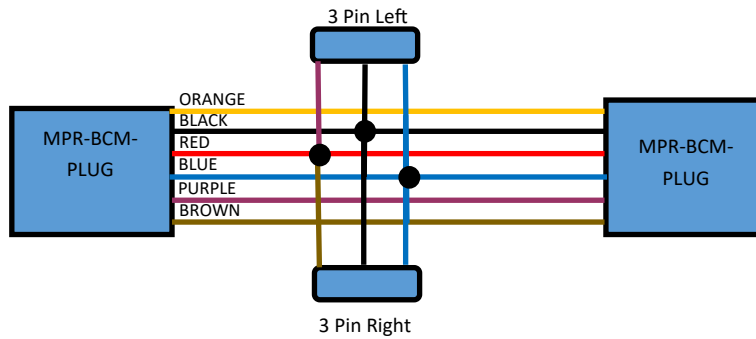 3 Pin Left
ORANGE
BLACK
RED
BLUE
PURPLE
BROWN
MPR-BCM-
PLUG
MPR-BCM-
PLUG
3 Pin Right